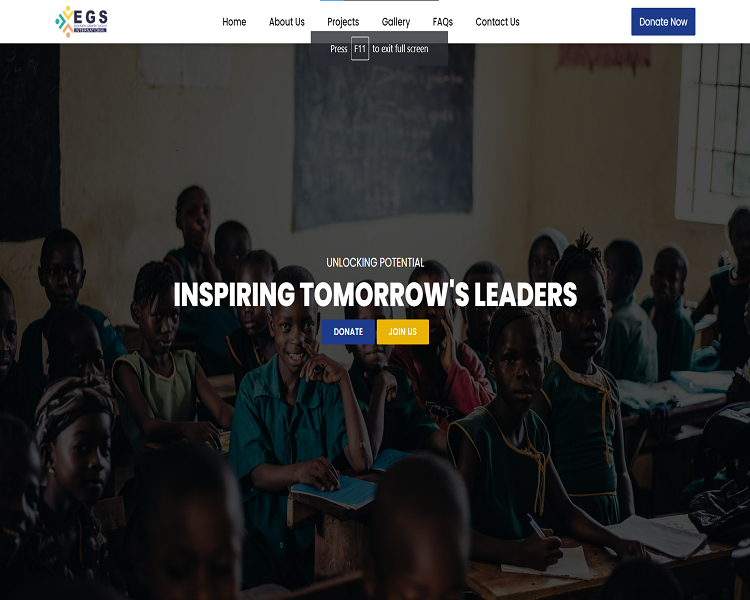 EGS
INTERNATIONAL
Home
About Us
Projects
Gallery
FAQs
Contact Us
Donate Now
Press F11 to exit full screen
UNLOCKING POTENTIAL
INSPIRING TOMORROW'S LEADERS
DONATE
JOIN US